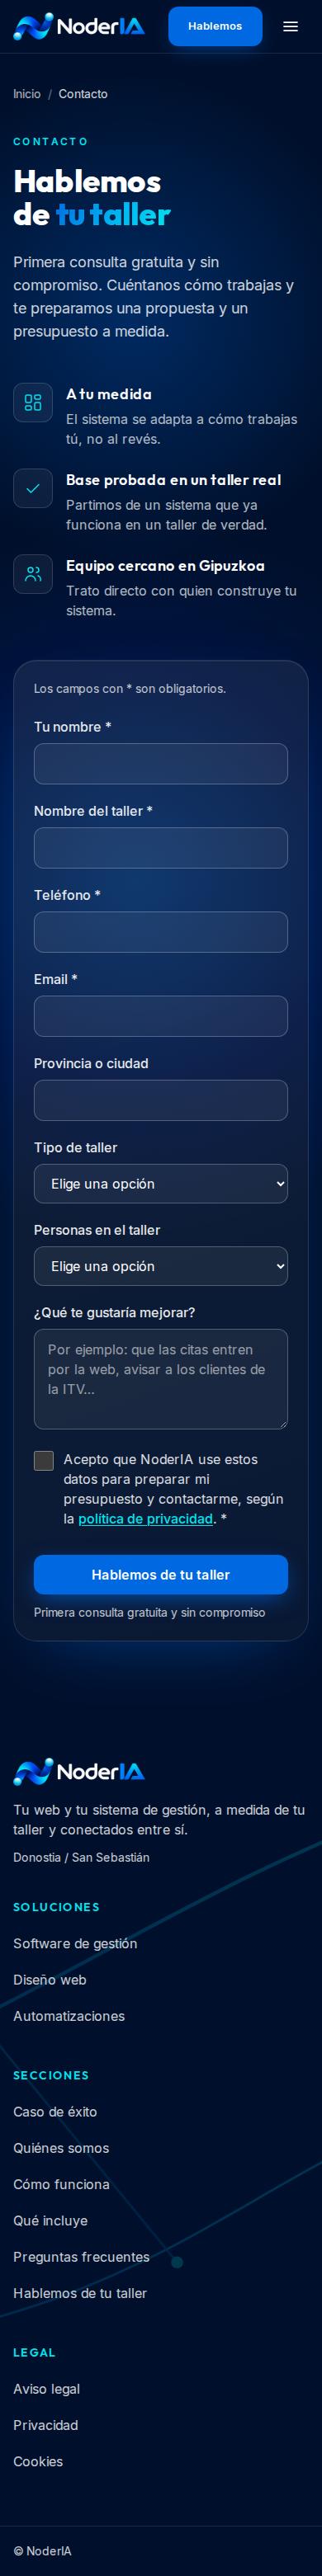 NoderIA
Hablemos
Inicio / Contacto
CONTACTO
Hablemos
de tu taller
Primera consulta gratuita y sin
compromiso. Cuéntanos cómo trabajas y
te preparamos una propuesta y un
presupuesto a medida.
A tu medida
El sistema se adapta a cómo trabajas
tú, no al revés.
Base probada en un taller real
Partimos de un sistema que ya
funciona en un taller de verdad.
Equipo cercano en Gipuzkoa
Trato directo con quien construye tu
sistema.
Los campos con * son obligatorios.
Tu nombre *
Nombre del taller *
Teléfono *
Email *
Provincia o ciudad
Tipo de taller
Elige una opción
Personas en el taller
Elige una opción
¿Qué te gustaría mejorar?
Por ejemplo: que las citas entren
por la web, avisar a los clientes de
la ITV...
Acepto que NoderIA use estos
datos para preparar mi
presupuesto y contactarme, según
la política de privacidad. *
Hablemos de tu taller
Primera consulta gratuita y sin compromiso
NoderIA
Tu web y tu sistema de gestión, a medida de tu
taller y conectados entre sí.
Donostia / San Sebastián
SOLUCIONES
Software de gestión
Diseño web
Automatizaciones
SECCIONES
Caso de éxito
Quiénes somos
Cómo funciona
Qué incluye
Preguntas frecuentes
Hablemos de tu taller
LEGAL
Aviso legal
Privacidad
Cookies
© NoderIA